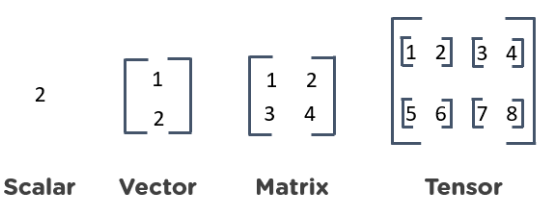 2
1
2
1 2
3 4
[1 2] [3 4]
[5 6] [7 8]
Scalar Vector Matrix Tensor